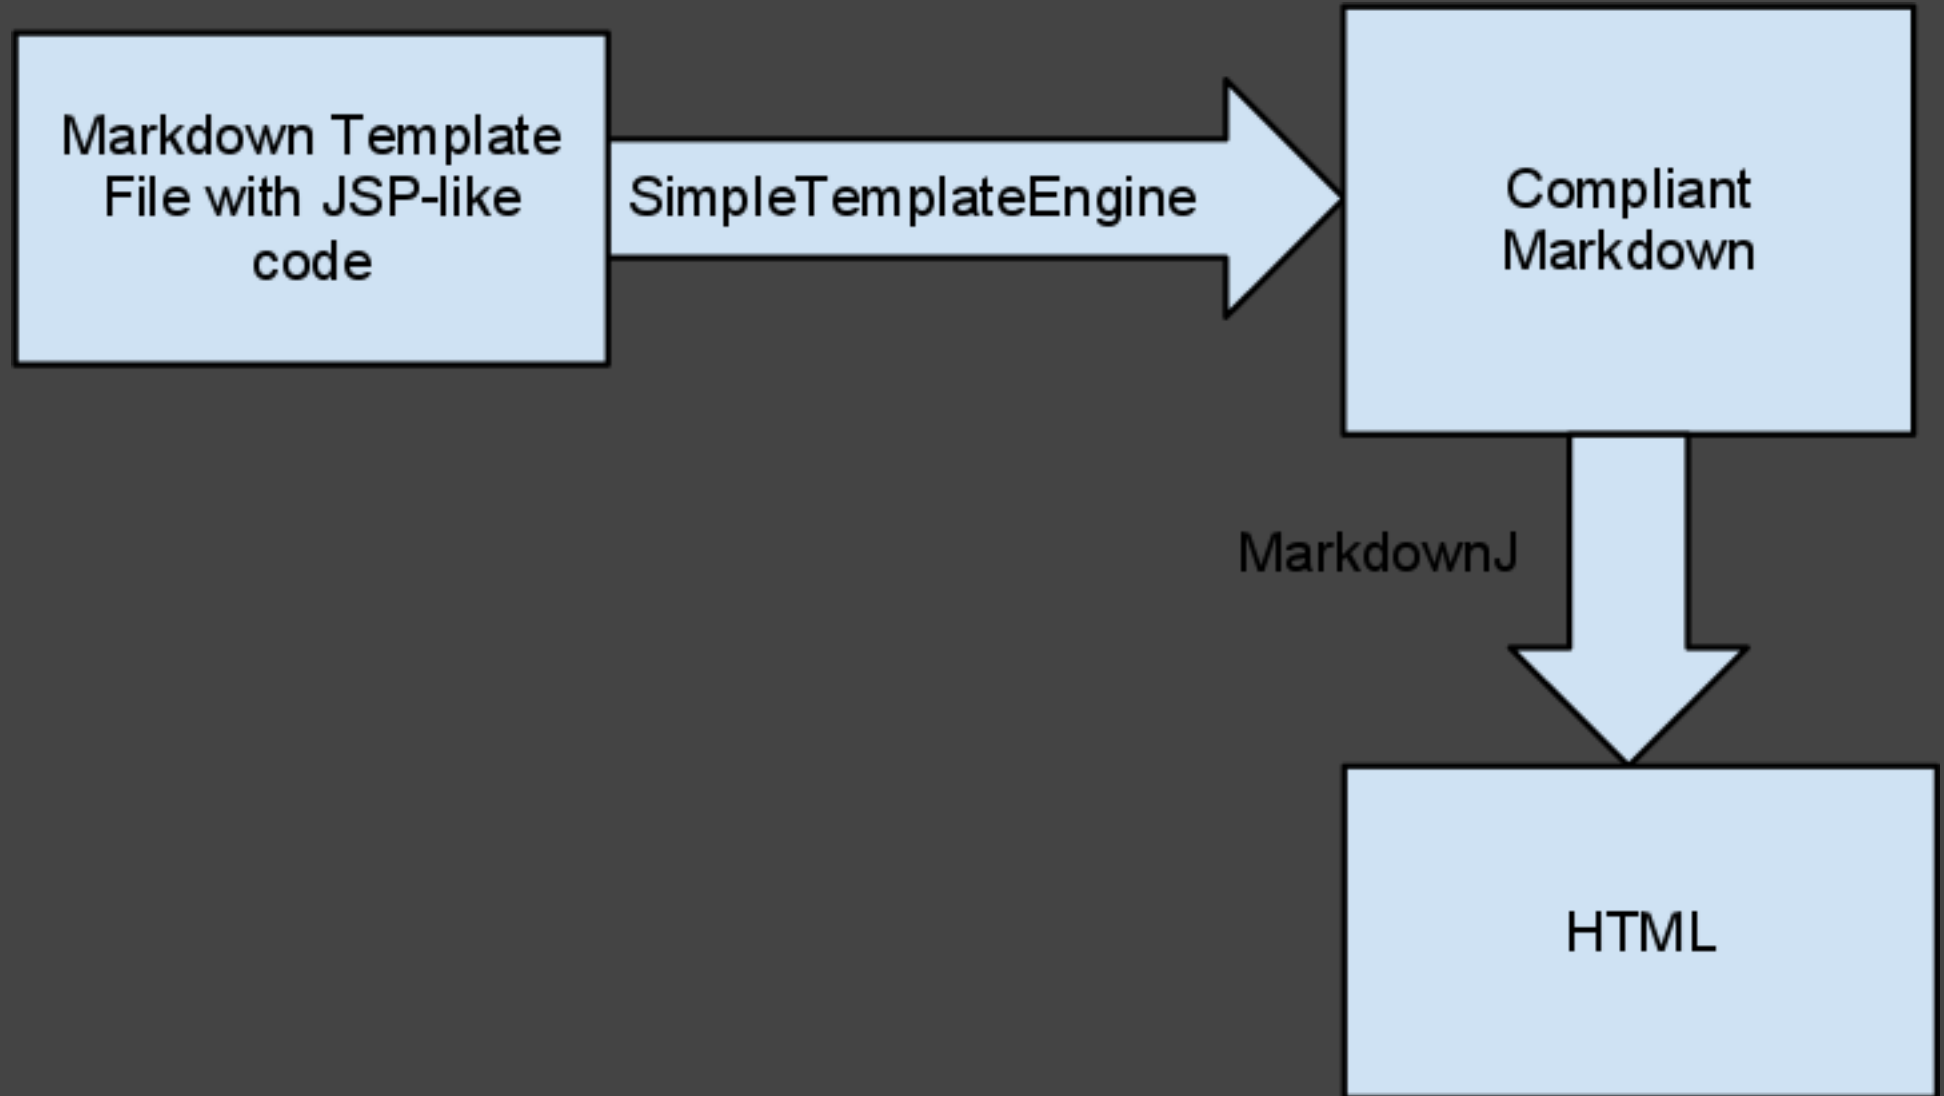 Markdown Template
File with JSP-like
code
SimpleTemplateEngine
Compliant
Markdown
MarkdownJ
HTML